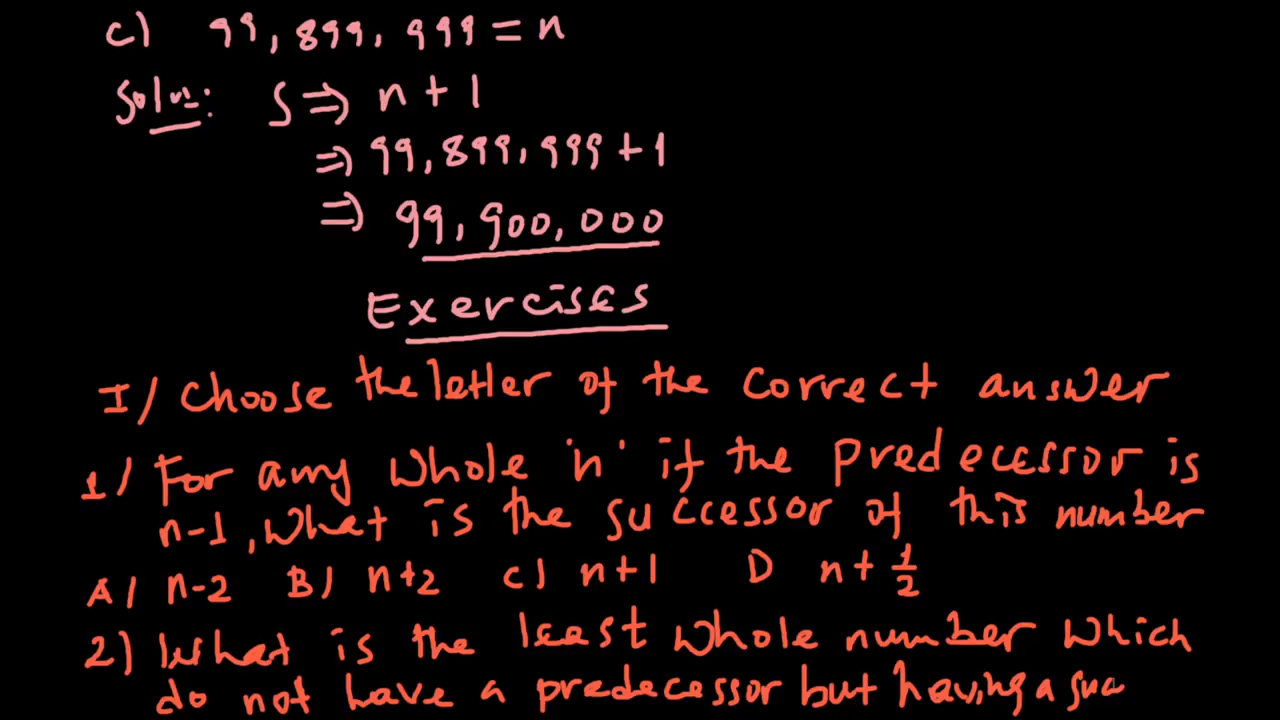 c) 99,899,999 = n
Soln: S ⇒ n + 1
⇒ 99,899,999 + 1
⇒ 99,900,000
Exercises
I/ choose the letter of the correct answer
1/ For any whole 'n' if the predecessor is
n-1, what is the successor of this number
A/ n-2 B/ n+2 C/ n+1 D n + 1/2
2) What is the least whole number which
do not have a predecessor but having a suc